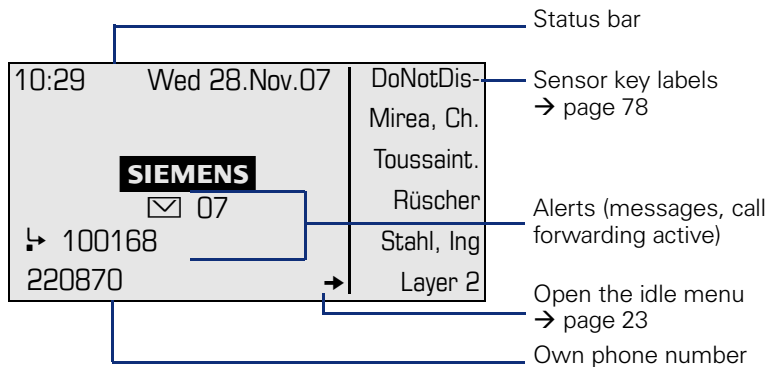 Status bar
10:29 Wed 28.Nov.07
DoNotDis-
Mirea, Ch.
Toussaint.
Rüscher
Stahl, Ing
Layer 2
SIEMENS
07
100168
220870
Sensor key labels
→ page 78
Alerts (messages, call
forwarding active)
Open the idle menu
→ page 23
Own phone number